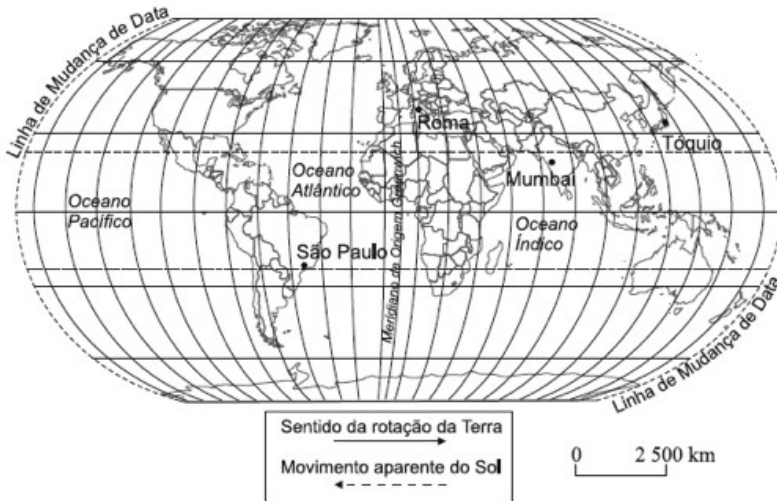 Linha de Mudança de Data
Roma
Tóquio
Oceano
Atlântico
Mumbai
Oceano
Pacífico
Meridiano de Origem Greenwich
Oceano
Índico
São Paulo
Linha de Mudança de Data
Sentido da rotação da Terra
Movimento aparente do Sol
0 2 500 km